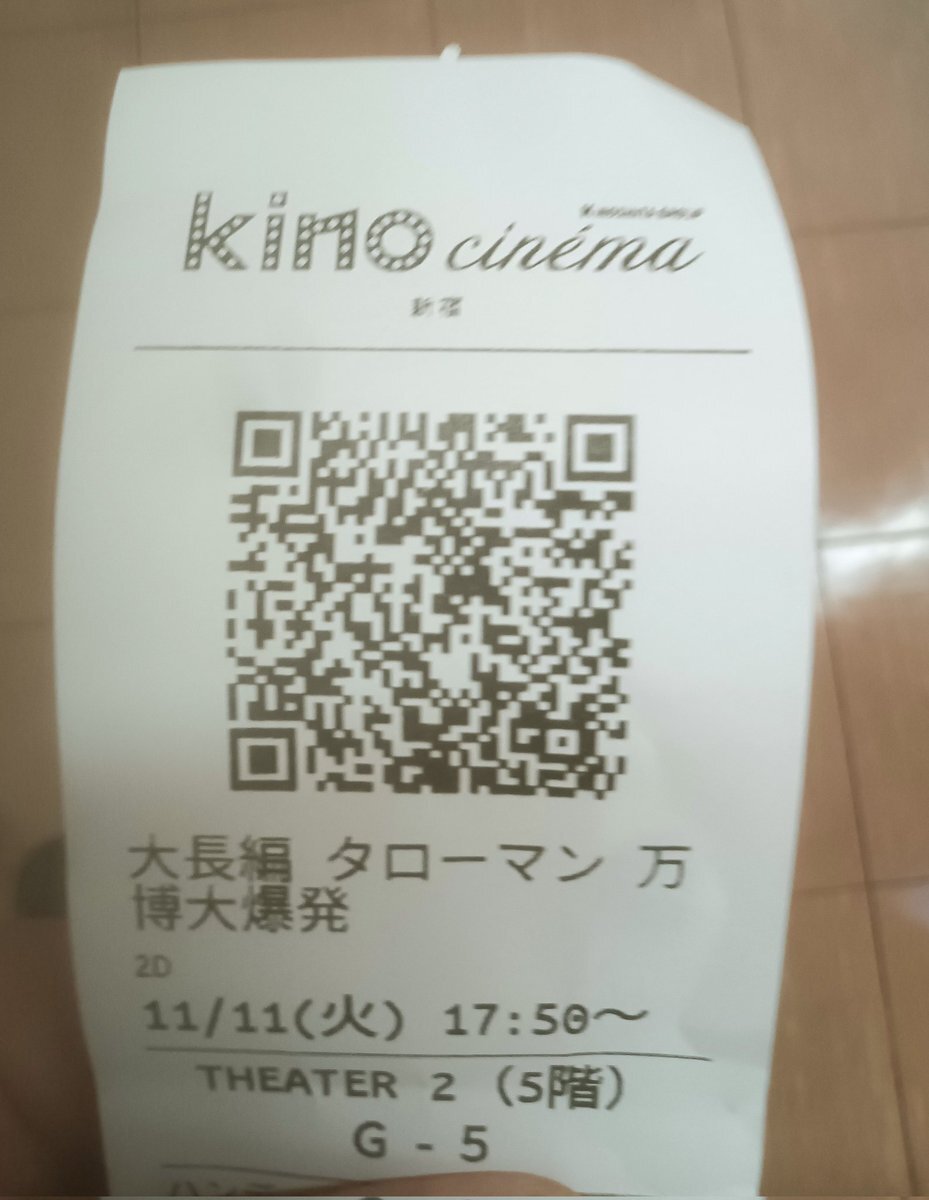 kino cinéma
新宿
大長編 タローマン 万
博大爆発
2D
11/11(火) 17:50～
THEATER 2 (5階)
G - 5